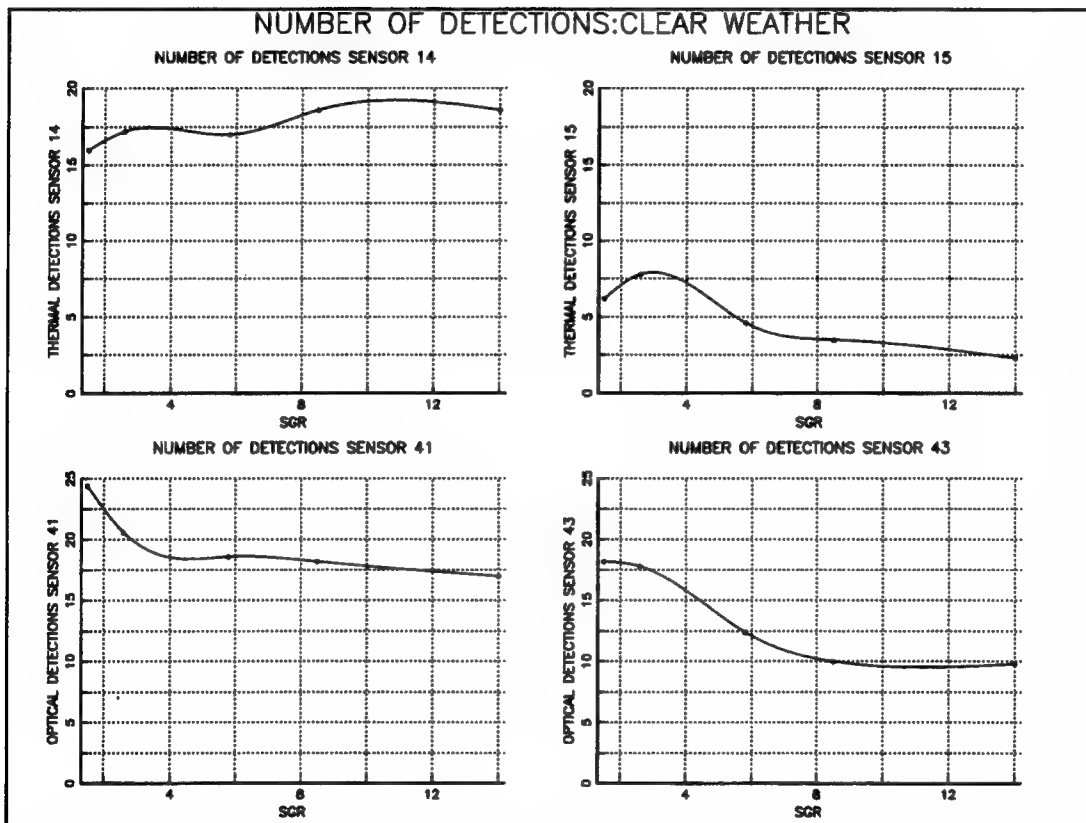 NUMBER OF DETECTIONS:CLEAR WEATHER
NUMBER OF DETECTIONS SENSOR 14
THERMAL DETECTIONS SENSOR 14
0 5 10 15 20
4 8 12
SGR
NUMBER OF DETECTIONS SENSOR 15
THERMAL DETECTIONS SENSOR 15
0 5 10 15 20
4 8 12
SGR
NUMBER OF DETECTIONS SENSOR 41
OPTICAL DETECTIONS SENSOR 41
0 5 10 15 20 25
4 8 12
SGR
NUMBER OF DETECTIONS SENSOR 43
OPTICAL DETECTIONS SENSOR 43
0 5 10 15 20 25
4 8 12
SGR